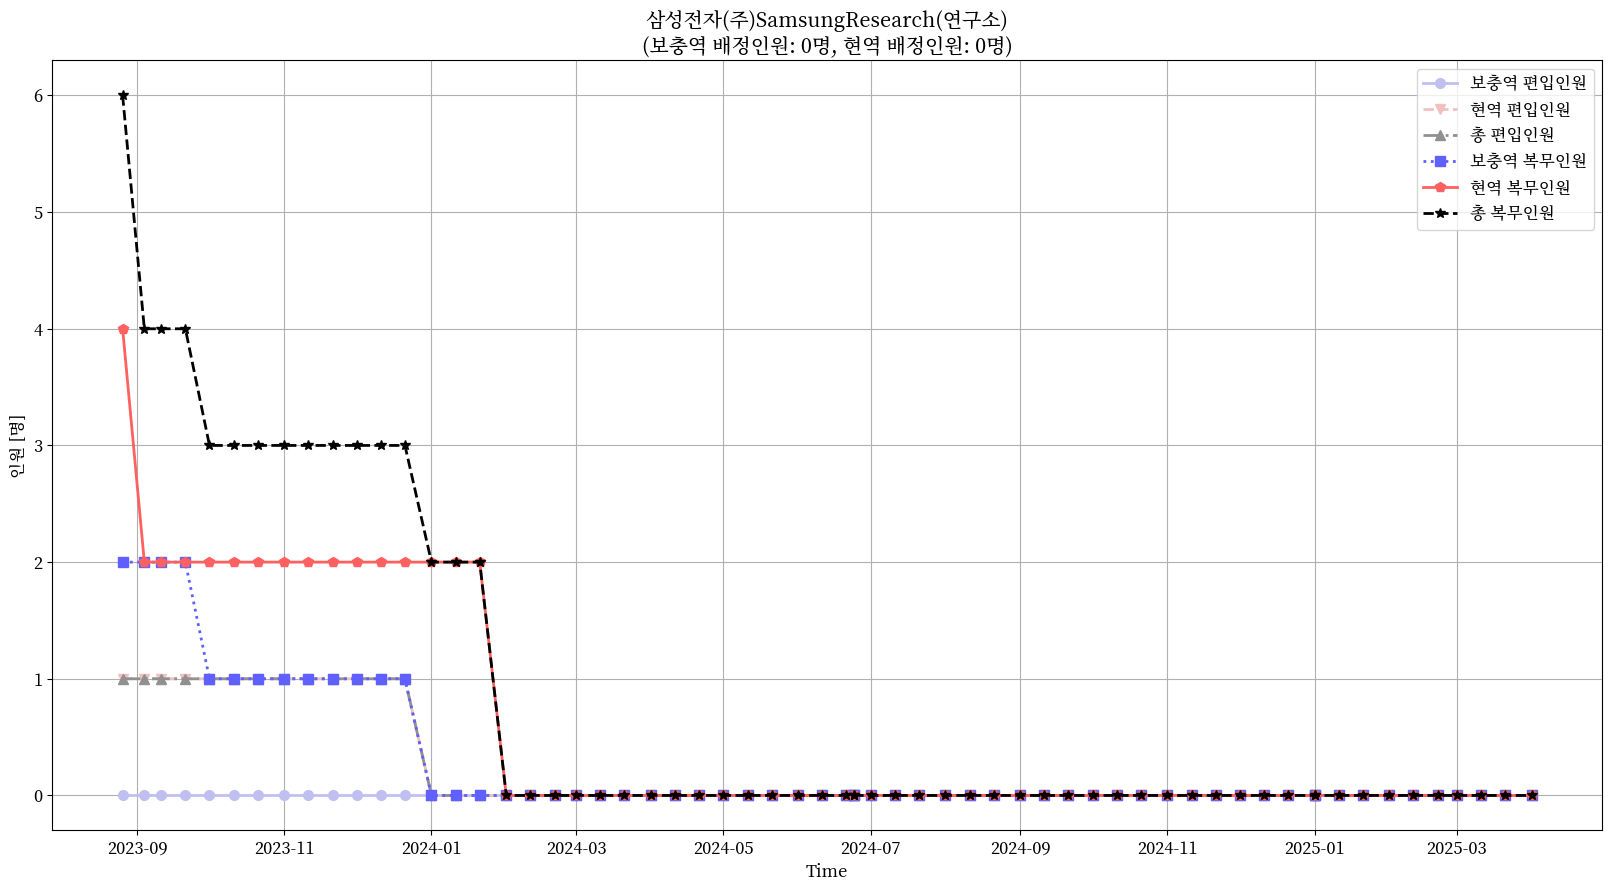 삼성전자(주)SamsungResearch(연구소)
(보충역 배정인원: 0명, 현역 배정인원: 0명)
보충역 편입인원
현역 편입인원
총 편입인원
보충역 복무인원
현역 복무인원
총 복무인원
인원 [명]
6
5
4
3
2
1
0
2023-09
2023-11
2024-01
2024-03
2024-05
2024-07
2024-09
2024-11
2025-01
2025-03
Time